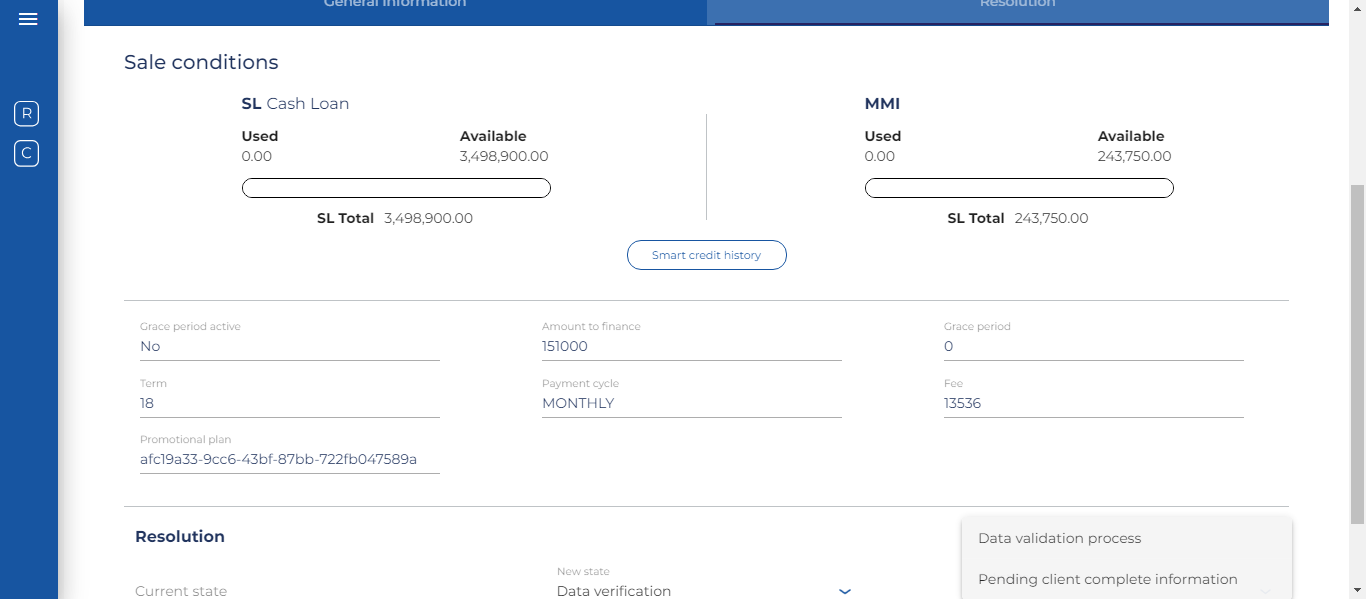 General Information
Resolution
R
C
Sale conditions
SL Cash Loan
Used
Available
0.00
3,498,900.00
SL Total 3,498,900.00
MMI
Used
Available
0.00
243,750.00
SL Total 243,750.00
Smart credit history
Grace period active
No
Amount to finance
151000
Grace period
0
Term
18
Payment cycle
MONTHLY
Fee
13536
Promotional plan
afc19a33-9cc6-43bf-87bb-722fb047589a
Resolution
Current state
New state
Data verification
Data validation process
Pending client complete information